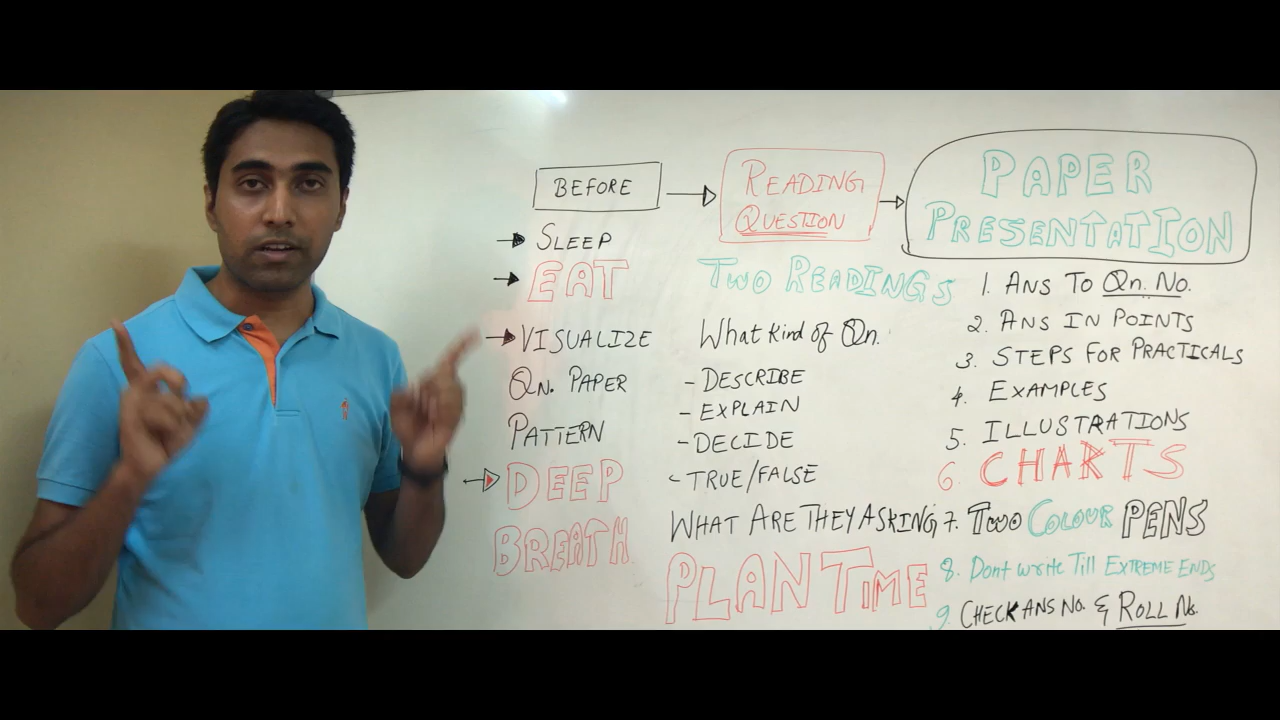 BEFORE
SLEEP
EAT
VISUALIZE
Qn. PAPER
PATTERN
DEEP
BREATH.
READING
QUESTION
TWO READINGS
What Kind of Qn.
- DESCRIBE
- EXPLAIN
- DECIDE
- TRUE/FALSE
WHAT ARE THEY ASKING
PLAN TIME
PAPER
PRESENTATION
1. ANS TO Qn. No.
2. ANS IN POINTS
3. STEPS FOR PRACTICALS
4. EXAMPLES
5. ILLUSTRATIONS
6. CHARTS
7. TWO COLOUR PENS
8. Dont write Till EXTREME ENDS
9. CHECK ANS No. & ROLL No.